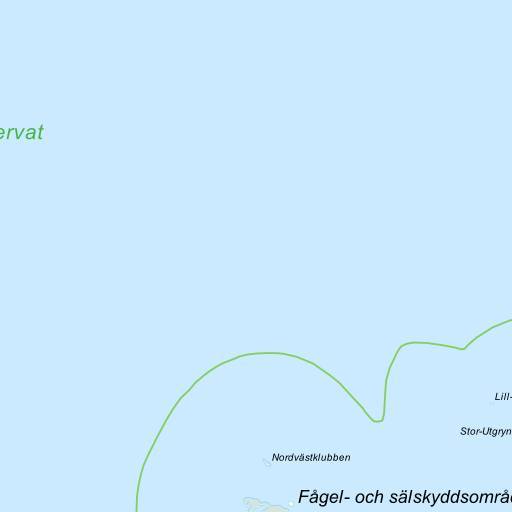 ervat
Lill-
Stor-Utgryn
Nordvästklubben
Fågel- och sälskyddsområ